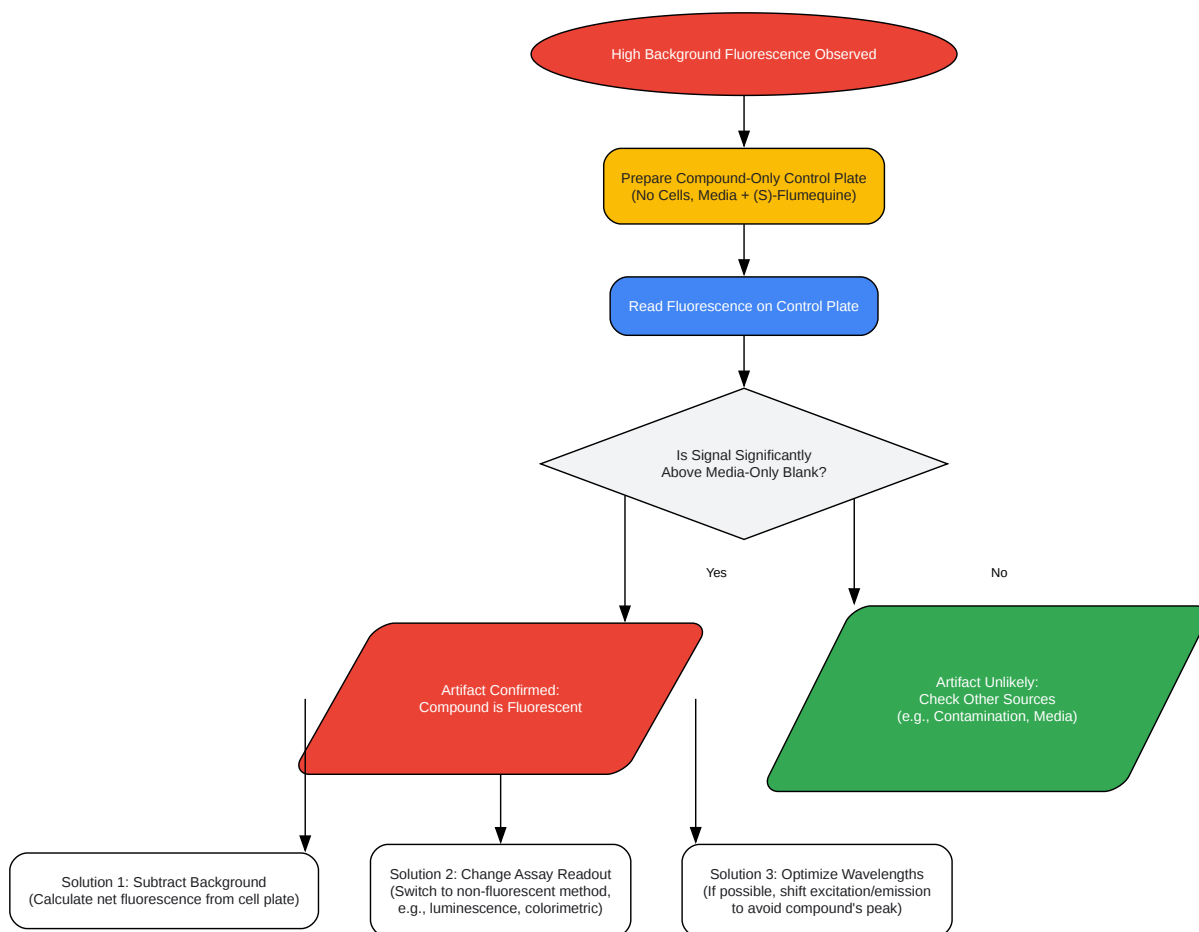 High Background Fluorescence Observed
Prepare Compound-Only Control Plate
(No Cells, Media + (S)-Flumequine)
Read Fluorescence on Control Plate
Is Signal Significantly
Above Media-Only Blank?
Yes
No
Artifact Confirmed:
Compound is Fluorescent
Artifact Unlikely:
Check Other Sources
(e.g., Contamination, Media)
Solution 1: Subtract Background
(Calculate net fluorescence from cell plate)
Solution 2: Change Assay Readout
(Switch to non-fluorescent method,
e.g., luminescence, colorimetric)
Solution 3: Optimize Wavelengths
(If possible, shift excitation/emission
to avoid compound's peak)